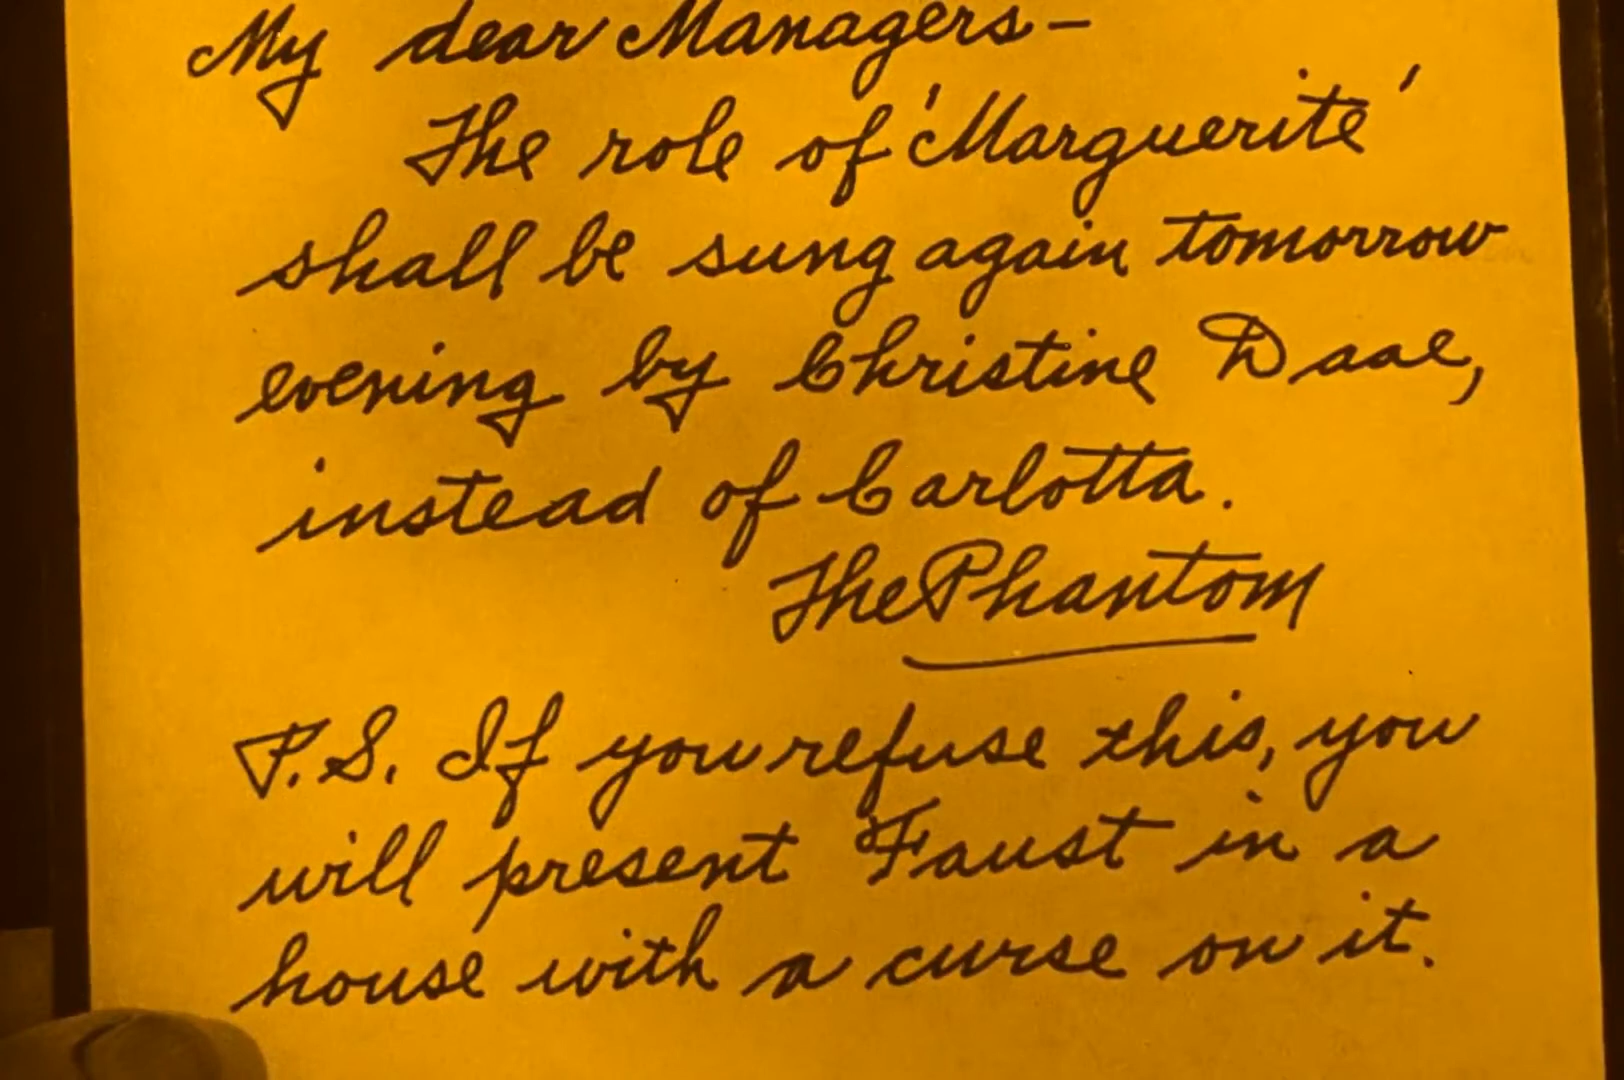 My dear Managers-
The role of 'Marguerite'
shall be sung again tomorrow
evening by Christine Daae,
instead of Carlotta.
The Phantom
P.S. If you refuse this, you
will present Faust in a
house with a curse on it.